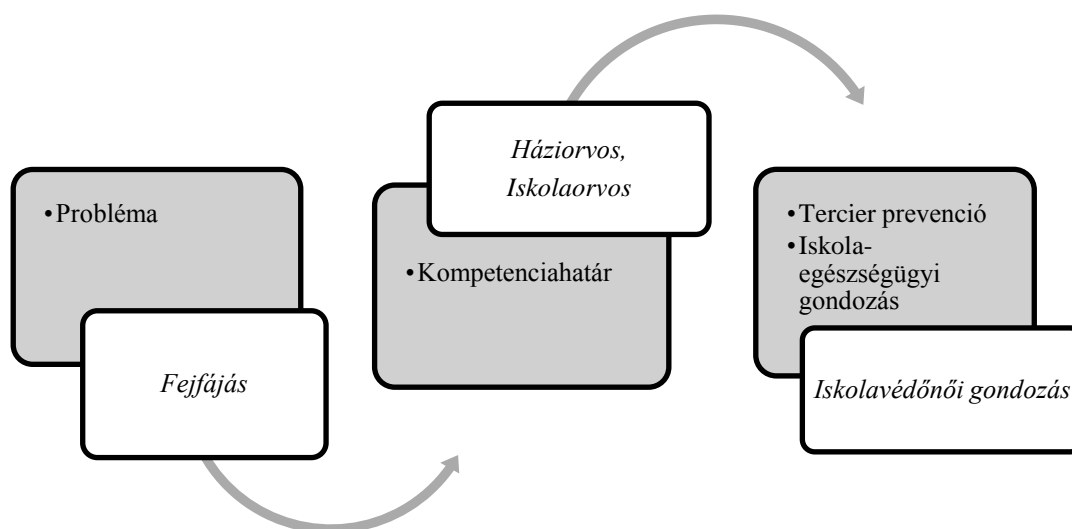 •Probléma
Fejfájás
Háziorvos,
Iskolaorvos
•Kompetenciahatár
•Tercier prevenció
•Iskola-
egészségügyi
gondozás
Iskolavédőnői gondozás